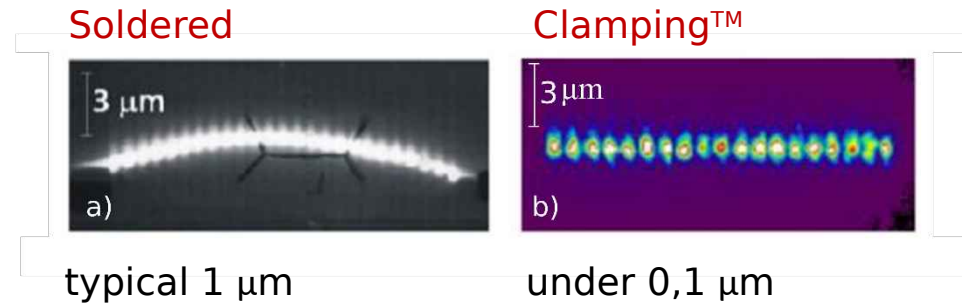 Soldered
Clamping™
3 μm
3 μm
a)
b)
typical 1 μm
under 0,1 μm